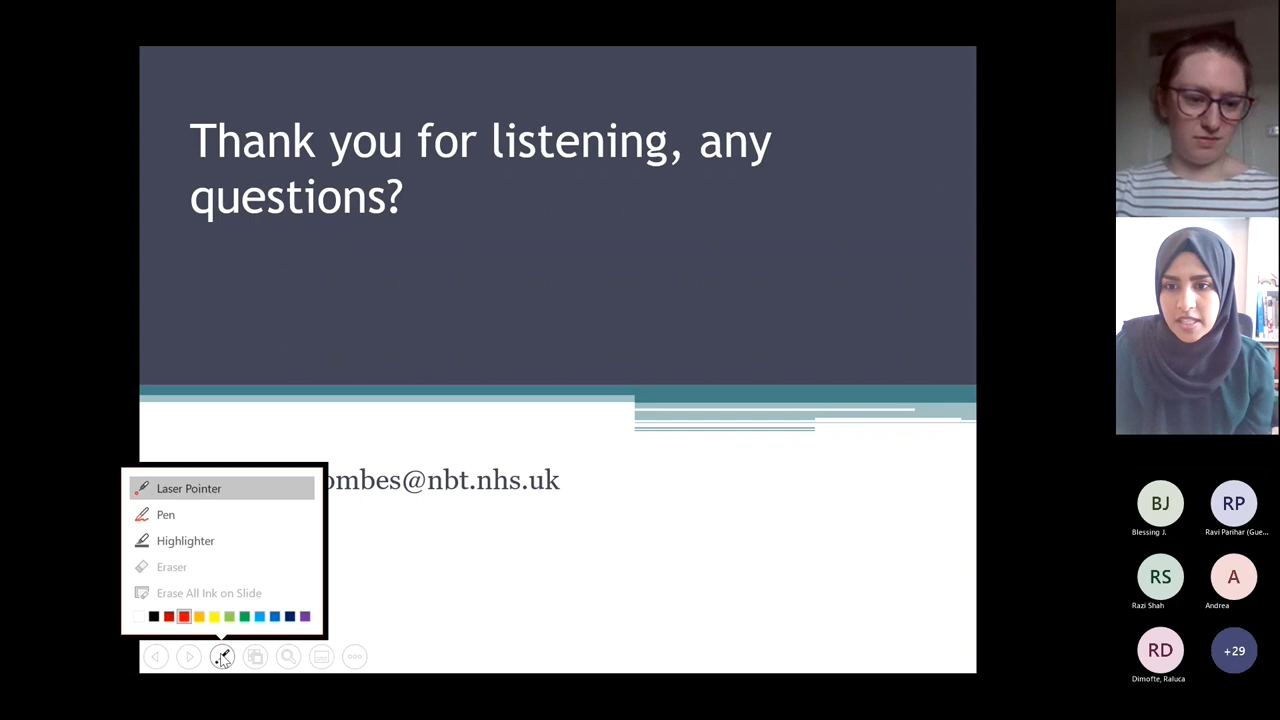 Thank you for listening, any
questions?
ombes@nbt.nhs.uk
Laser Pointer
Pen
Highlighter
Eraser
Erase All Ink on Slide
BJ
RP
Blessing J.
Ravi Parihar (Gue...
RS
A
Razi Shah
Andrea
RD
+29
Dimofte, Raluca